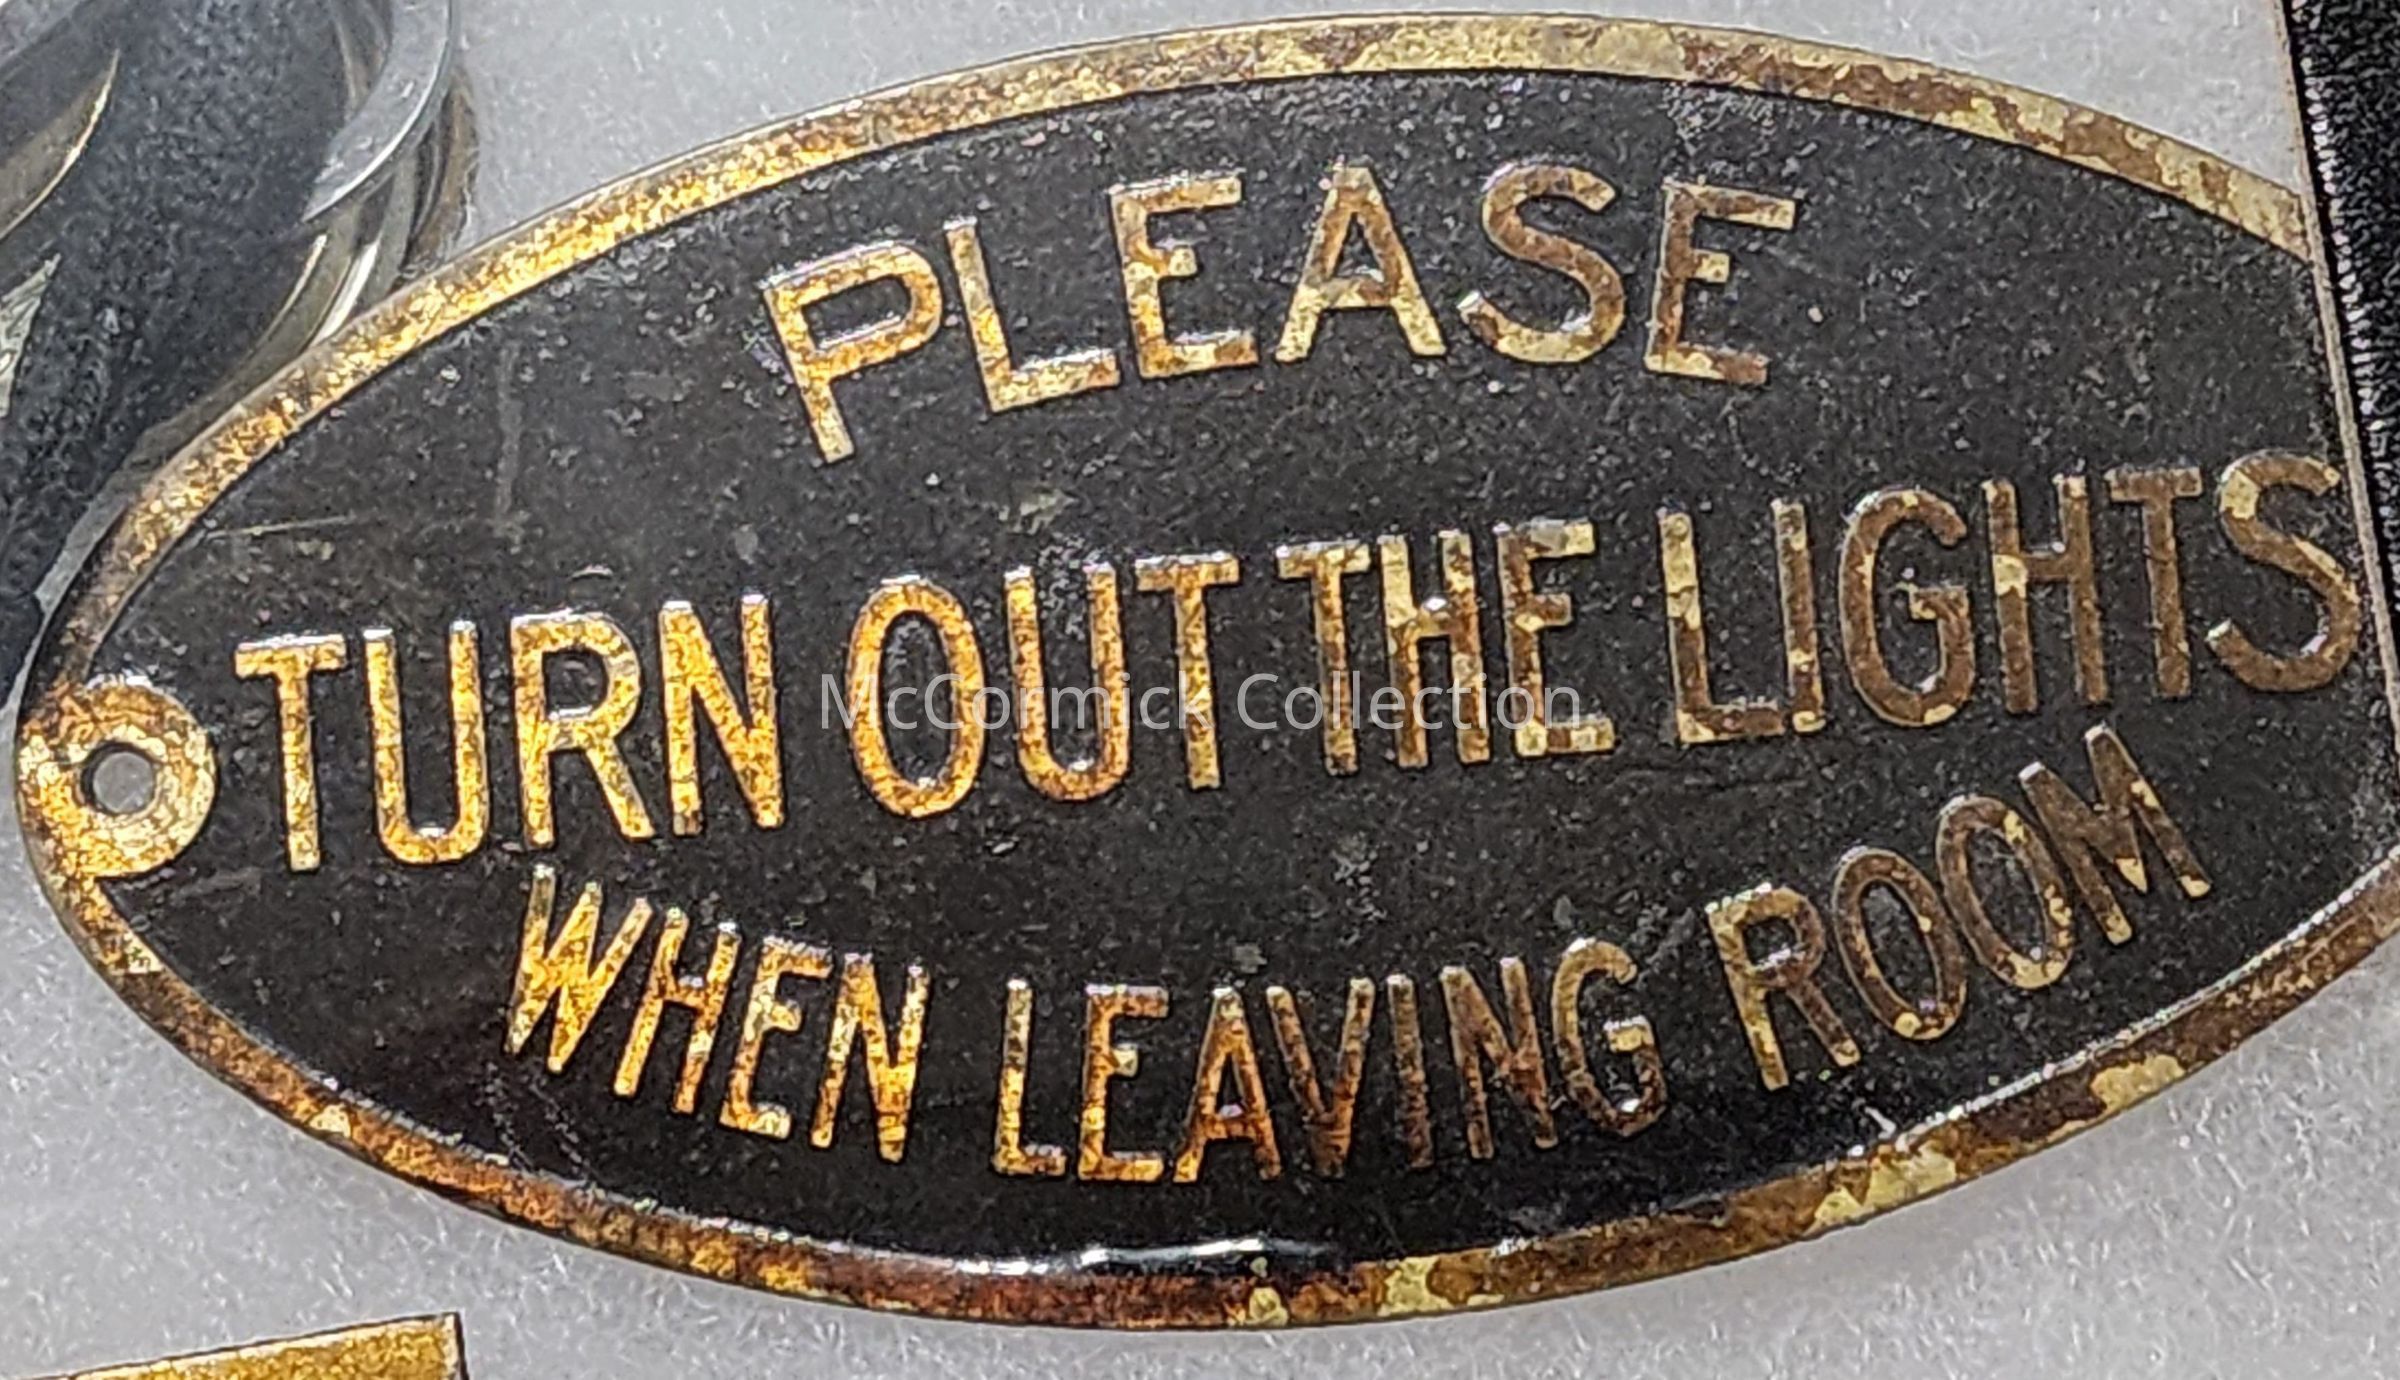 PLEASE
TURN OUT THE LIGHTS
McCormick Collection
WHEN LEAVING ROOM